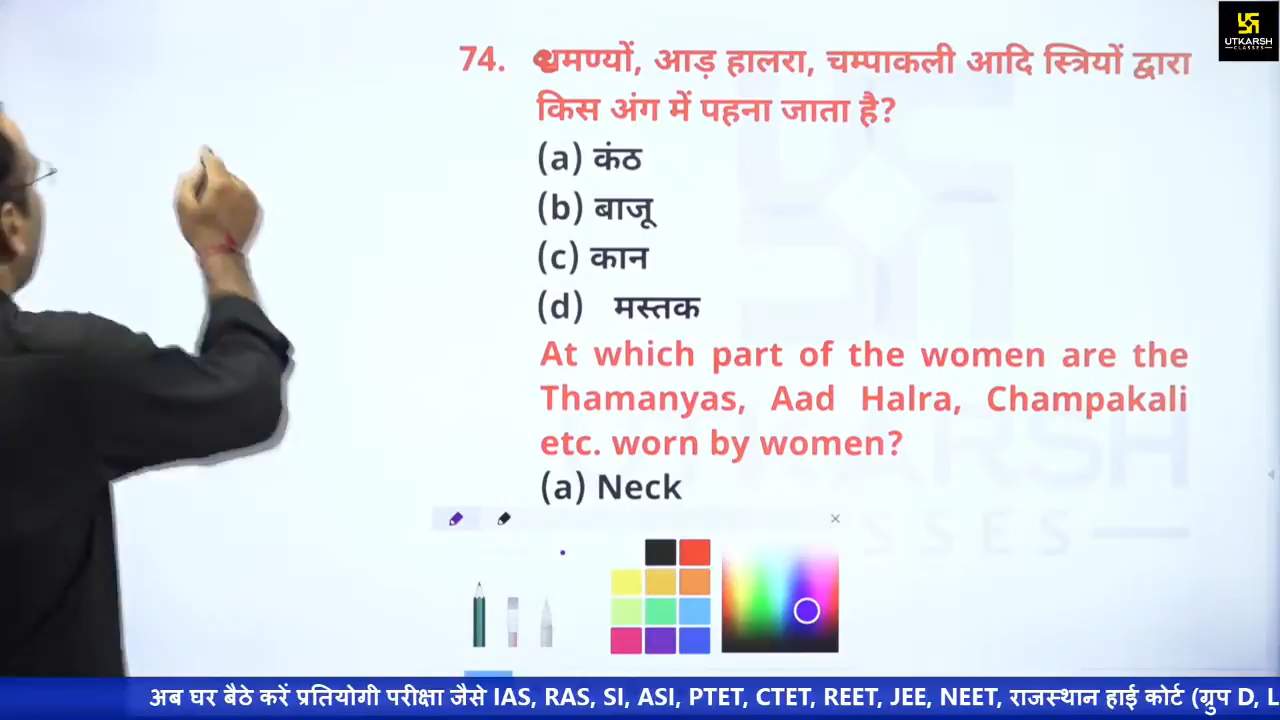 UTKARSH
CLASSES
74. थमण्यों, आड़ हालरा, चम्पाकली आदि स्त्रियों द्वारा
किस अंग में पहना जाता है?
(a) कंठ
(b) बाजू
(c) कान
(d) मस्तक
At which part of the women are the
Thamanyas, Aad Halra, Champakali
etc. worn by women?
(a) Neck
अब घर बैठे करें प्रतियोगी परीक्षा जैसे IAS, RAS, SI, ASI, PTET, CTET, REET, JEE, NEET, राजस्थान हाई कोर्ट (ग्रुप D, L